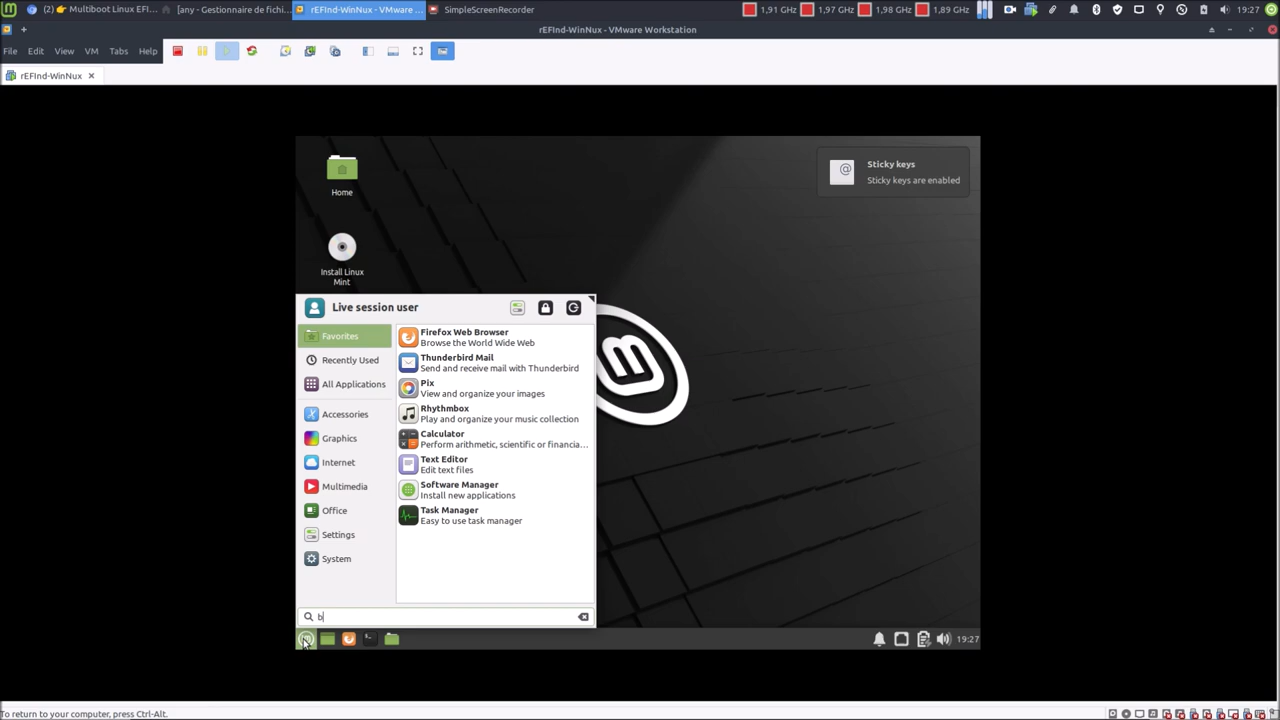 2) 👉 Multiboot Linux EFI...
[any - Gestionnaire de fichi...
rEFInd-WinNux - VMware ...
SimpleScreenRecorder
1,91 GHz
1,97 GHz
1,98 GHz
1,89 GHz
19:27
rEFInd-WinNux - VMware Workstation
File Edit View VM Tabs Help
rEFInd-WinNux
Home
Install Linux
Mint
Sticky keys
Sticky keys are enabled
Live session user
Favorites
Recently Used
All Applications
Accessories
Graphics
Internet
Multimedia
Office
Settings
System
Firefox Web Browser
Browse the World Wide Web
Thunderbird Mail
Send and receive mail with Thunderbird
Pix
View and organize your images
Rhythmbox
Play and organize your music collection
Calculator
Perform arithmetic, scientific or financia...
Text Editor
Edit text files
Software Manager
Install new applications
Task Manager
Easy to use task manager
b
19:27
To return to your computer, press Ctrl-Alt.